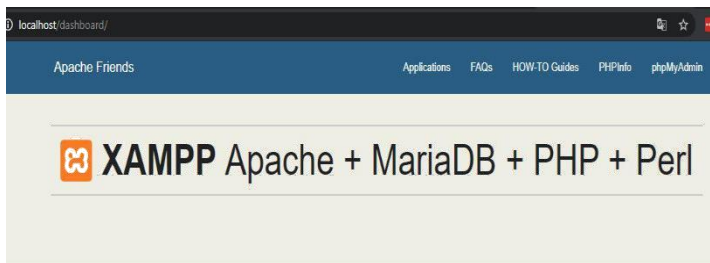 localhost/dashboard/
Apache Friends Applications FAQs HOW-TO Guides PHPInfo phpMyAdmin
XAMPP Apache + MariaDB + PHP + Perl